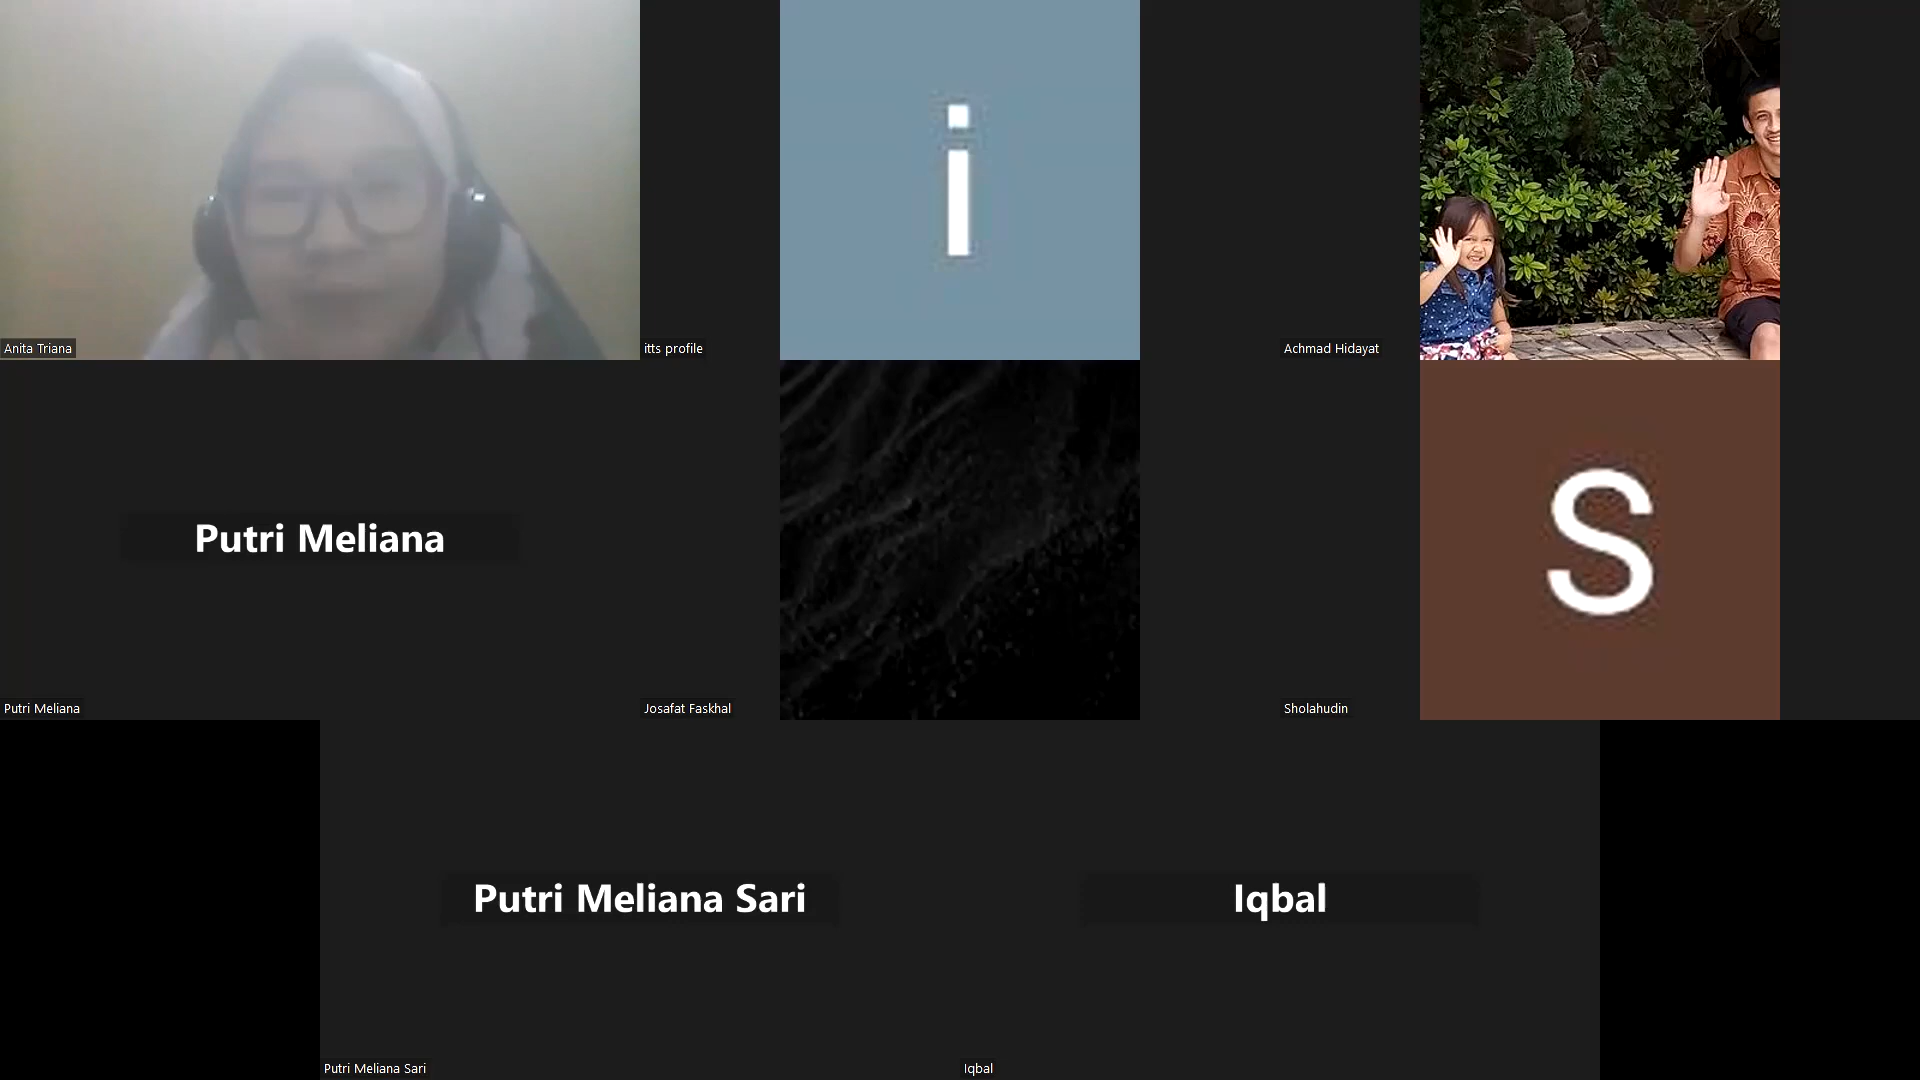 i
Anita Triana
itts profile
Achmad Hidayat
Putri Meliana
S
Putri Meliana
Josafat Faskhal
Sholahudin
Putri Meliana Sari
Iqbal
Putri Meliana Sari
Iqbal